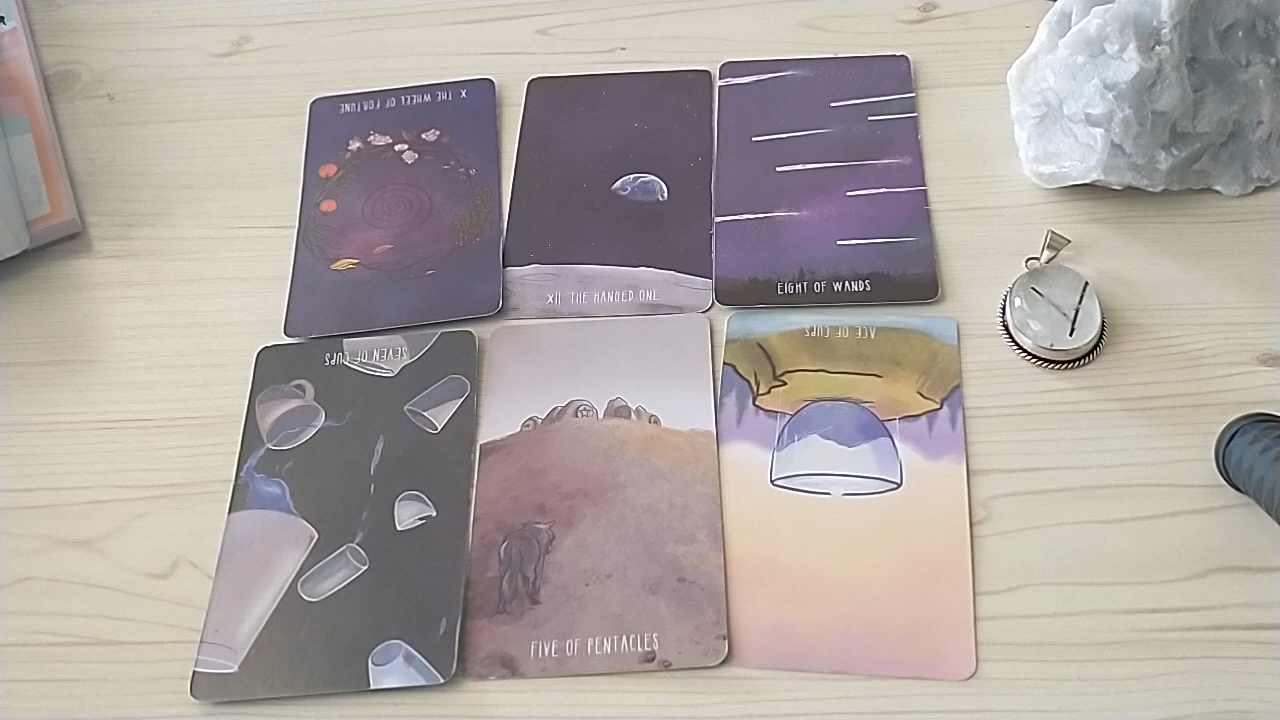 X THE WHEEL OF FORTUNE
XII THE HANGED ONE
EIGHT OF WANDS
SEVEN OF CUPS
FIVE OF PENTACLES
ACE OF CUPS